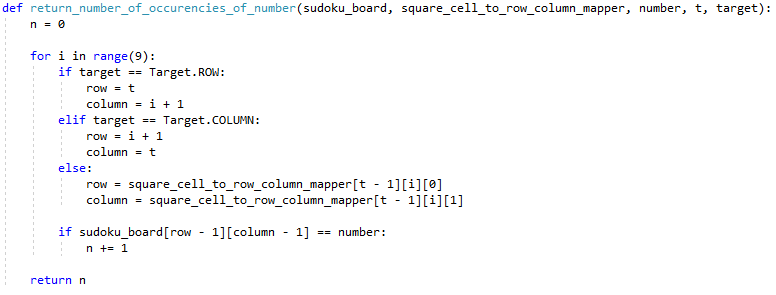 def return_number_of_occurencies_of_number(sudoku_board, square_cell_to_row_column_mapper, number, t, target):
    n = 0

    for i in range(9):
        if target == Target.ROW:
            row = t
            column = i + 1
        elif target == Target.COLUMN:
            row = i + 1
            column = t
        else:
            row = square_cell_to_row_column_mapper[t - 1][i][0]
            column = square_cell_to_row_column_mapper[t - 1][i][1]

        if sudoku_board[row - 1][column - 1] == number:
            n += 1

    return n